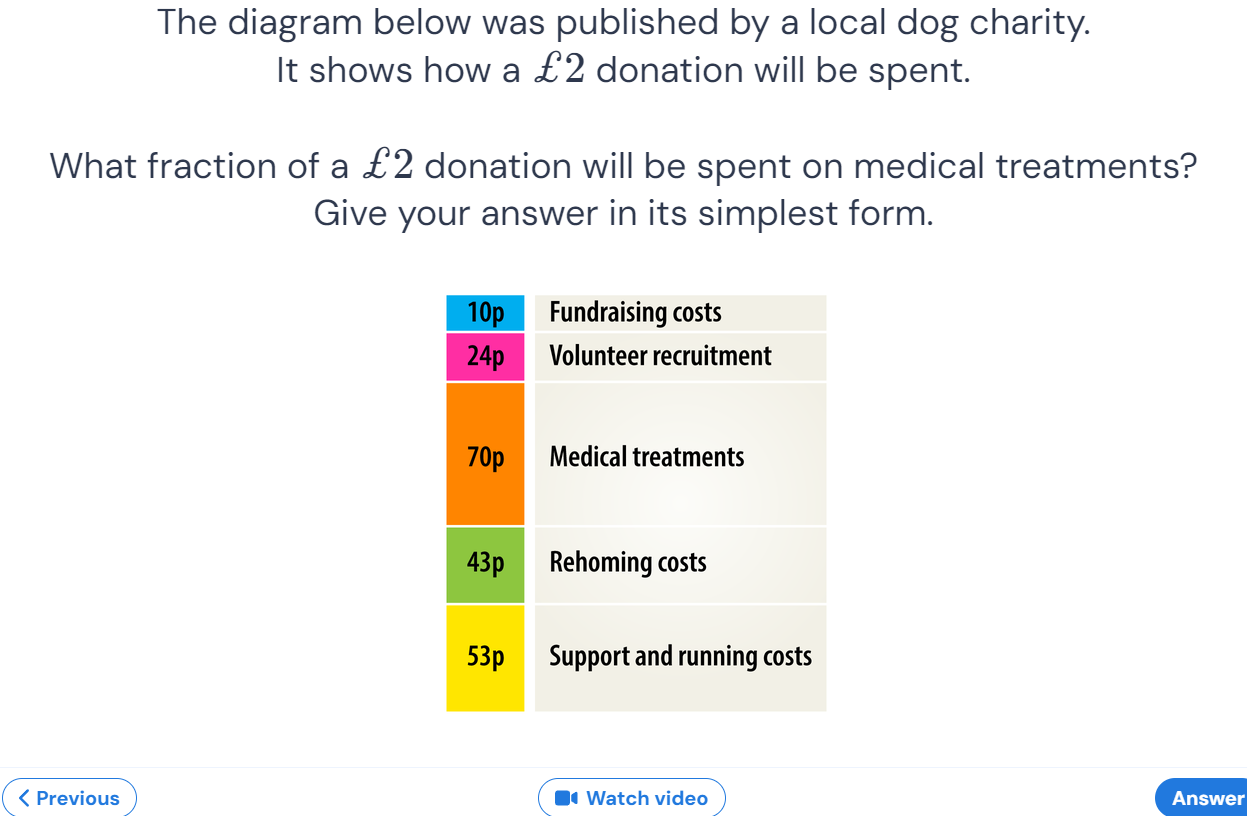 The diagram below was published by a local dog charity.
It shows how a £2 donation will be spent.
What fraction of a £2 donation will be spent on medical treatments?
Give your answer in its simplest form.
10p Fundraising costs
24p Volunteer recruitment
70p Medical treatments
43p Rehoming costs
53p Support and running costs
Previous Watch video Answer